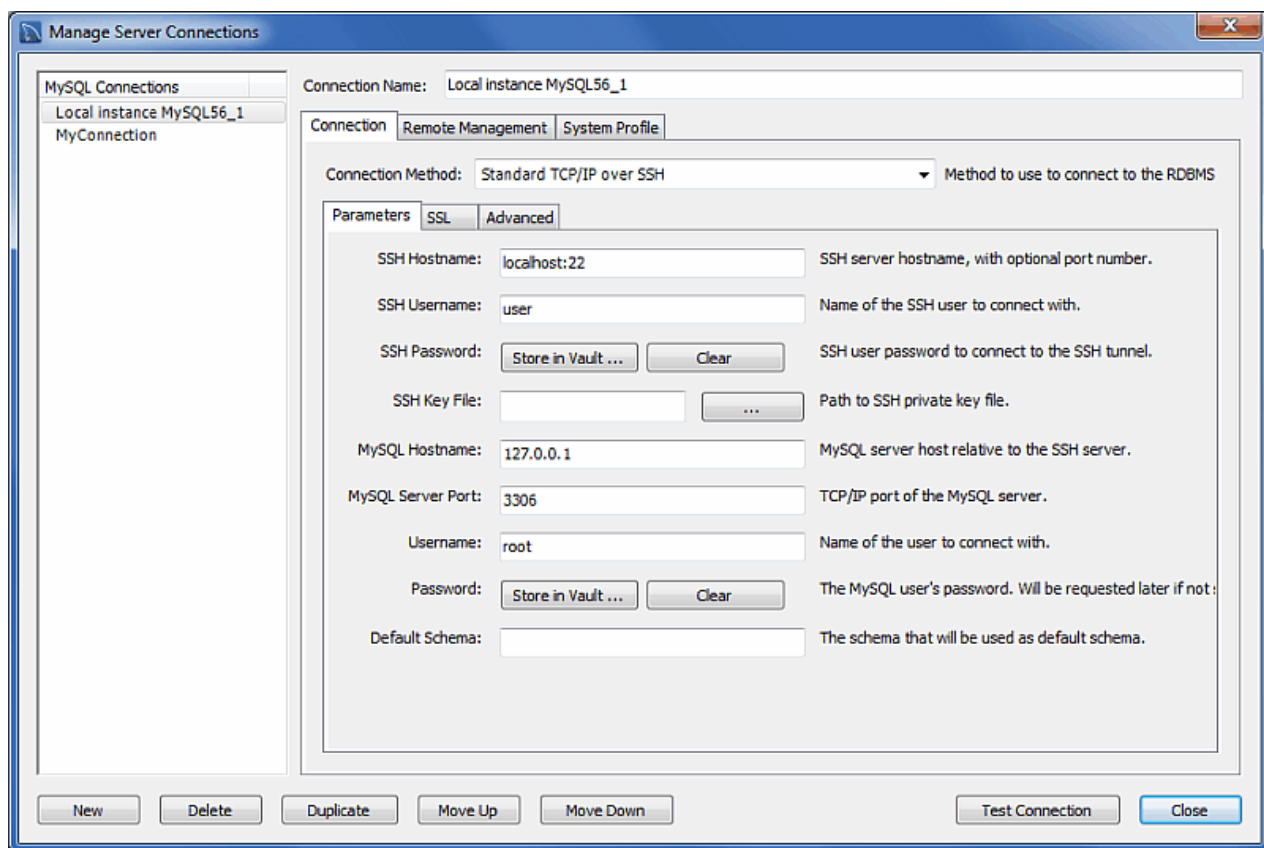 Manage Server Connections
MySQL Connections
Local instance MySQL56_1
MyConnection
Connection Name: Local instance MySQL56_1
Connection Remote Management System Profile
Connection Method: Standard TCP/IP over SSH Method to use to connect to the RDBMS
Parameters SSL Advanced
SSH Hostname: localhost:22 SSH server hostname, with optional port number.
SSH Username: user Name of the SSH user to connect with.
SSH Password: Store in Vault ... Clear SSH user password to connect to the SSH tunnel.
SSH Key File: ... Path to SSH private key file.
MySQL Hostname: 127.0.0.1 MySQL server host relative to the SSH server.
MySQL Server Port: 3306 TCP/IP port of the MySQL server.
Username: root Name of the user to connect with.
Password: Store in Vault ... Clear The MySQL user's password. Will be requested later if not
Default Schema: The schema that will be used as default schema.
New Delete Duplicate Move Up Move Down Test Connection Close